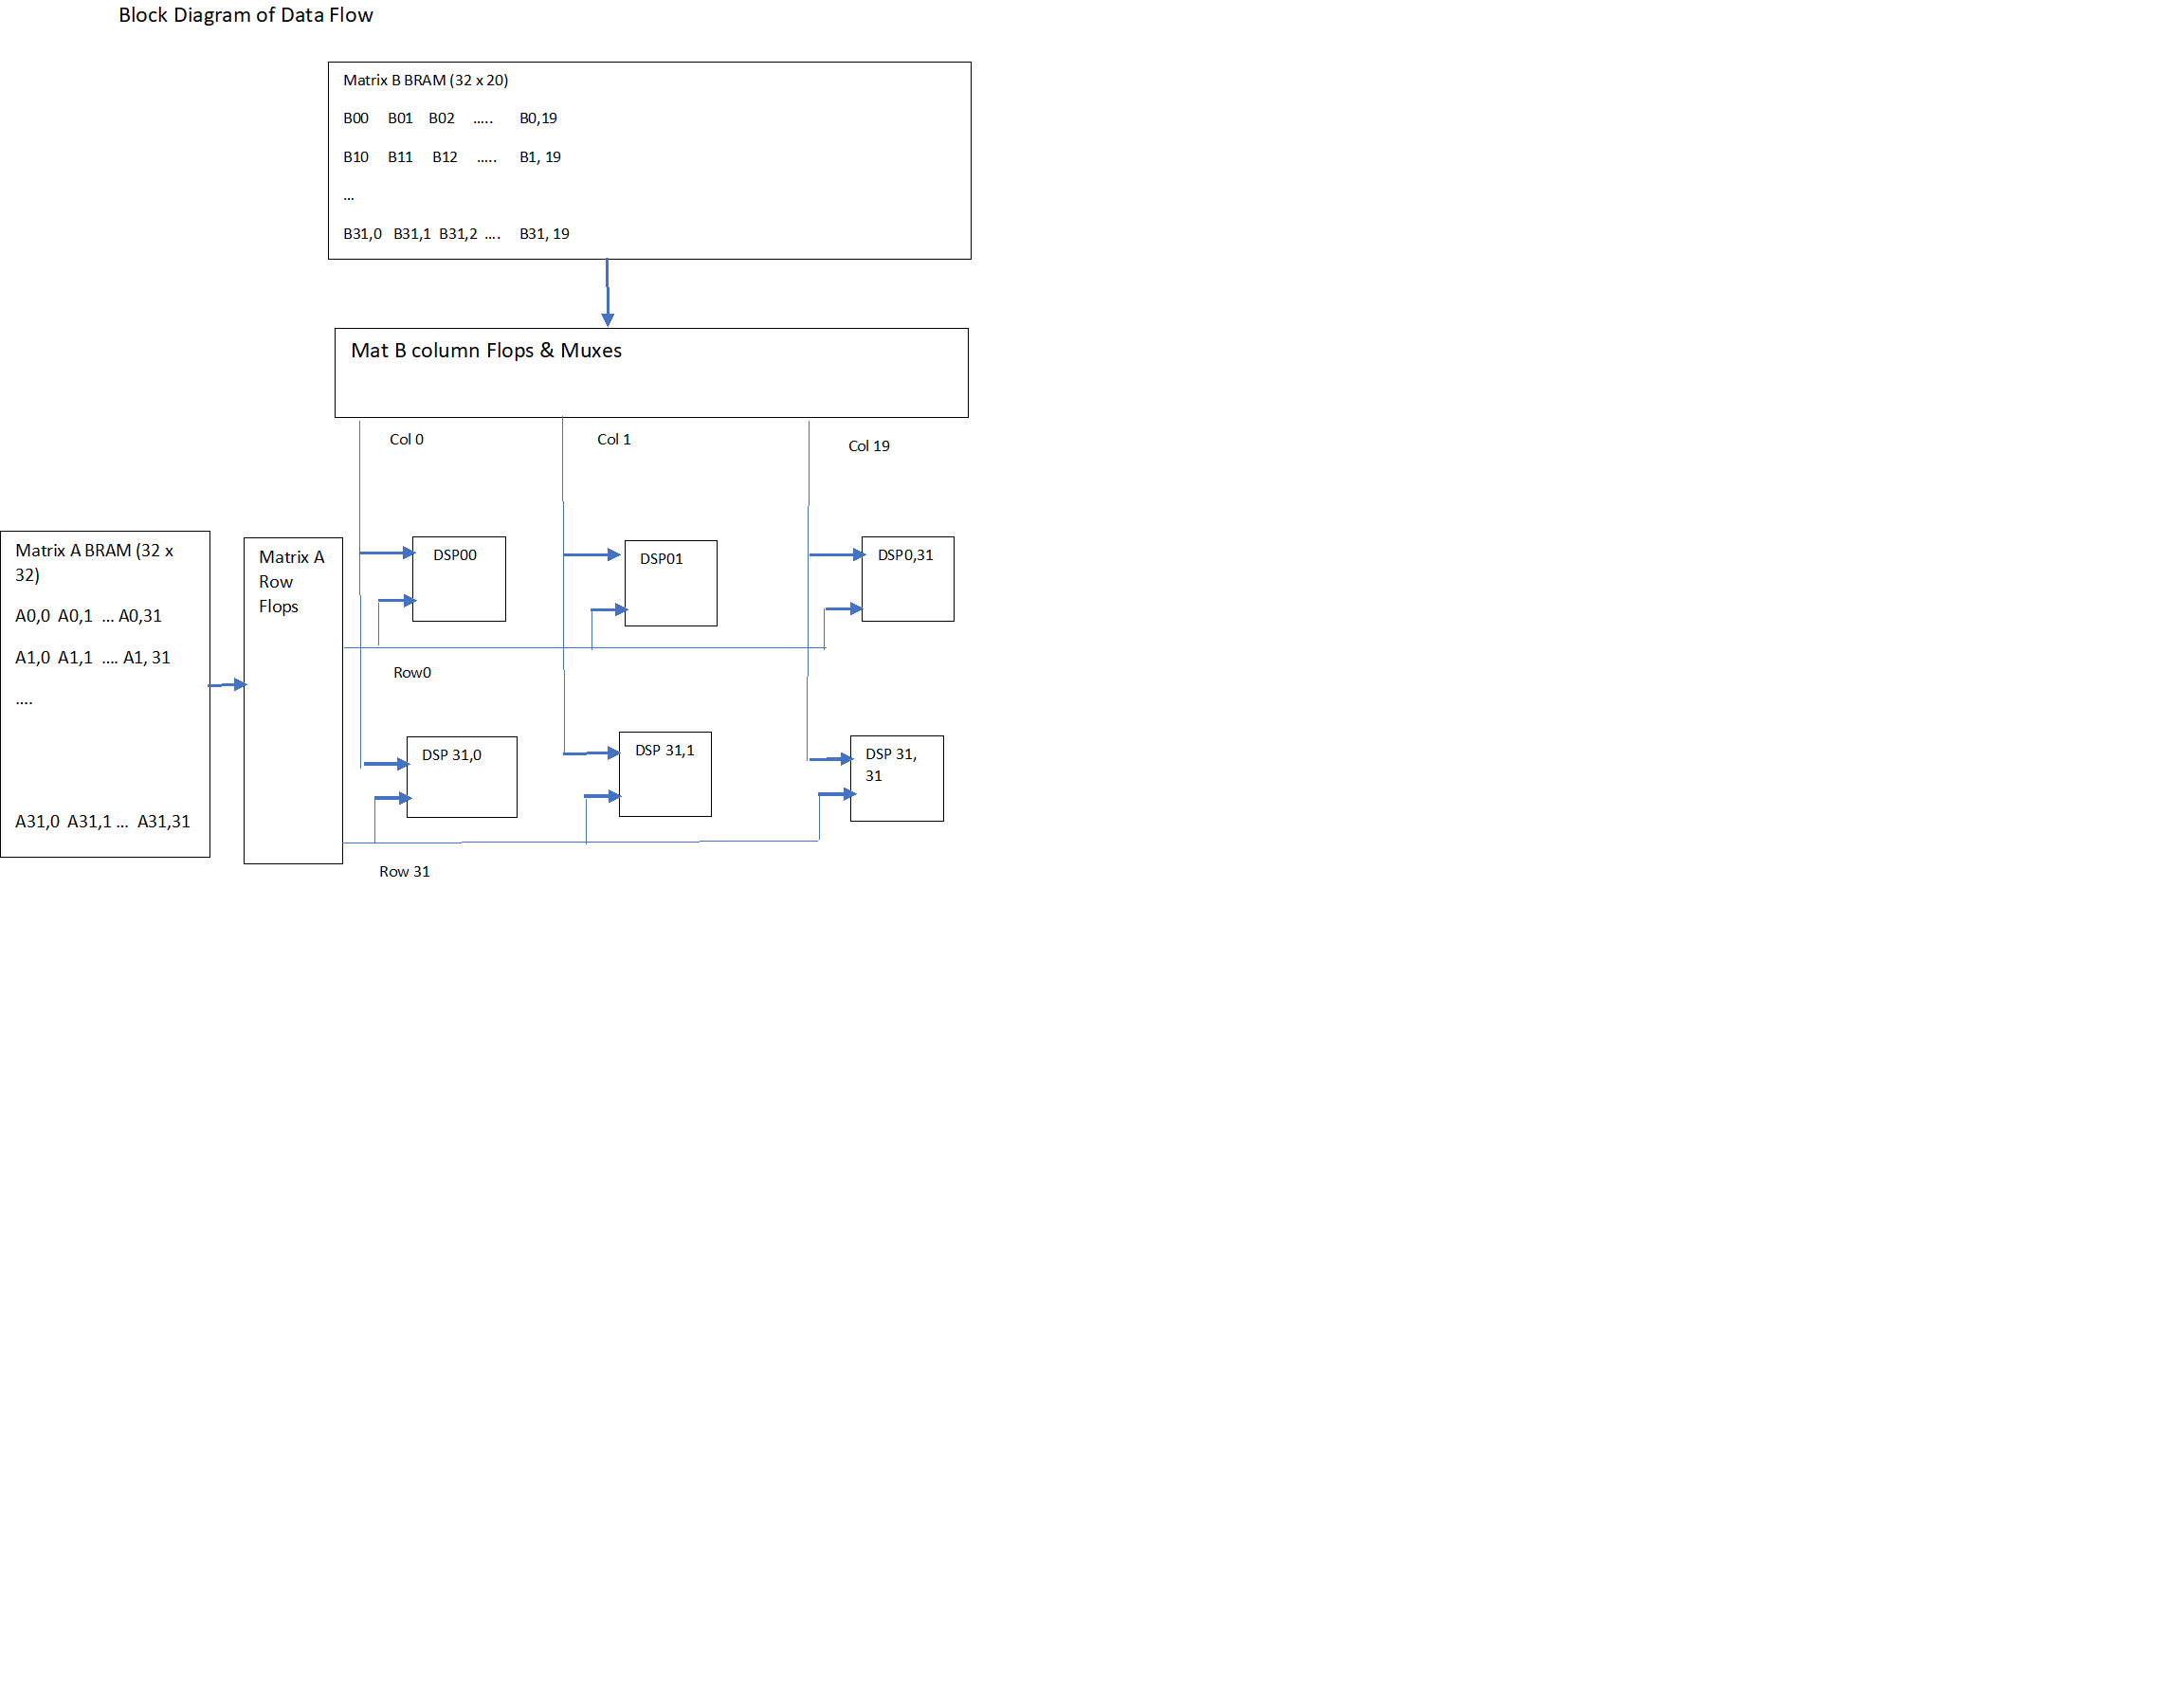 Block Diagram of Data Flow
Matrix B BRAM (32 x 20)
B00 B01 B02 ..... B0,19
B10 B11 B12 ..... B1, 19
...
B31,0 B31,1 B31,2 .... B31, 19
Mat B column Flops & Muxes
Col 0
Col 1
Col 19
Matrix A BRAM (32 x
32)
A0,0 A0,1 ... A0,31
A1,0 A1,1 .... A1, 31
....
A31,0 A31,1 ... A31,31
Matrix A
Row
Flops
DSP00
DSP01
DSP0,31
Row0
DSP 31,0
DSP 31,1
DSP 31,
31
Row 31